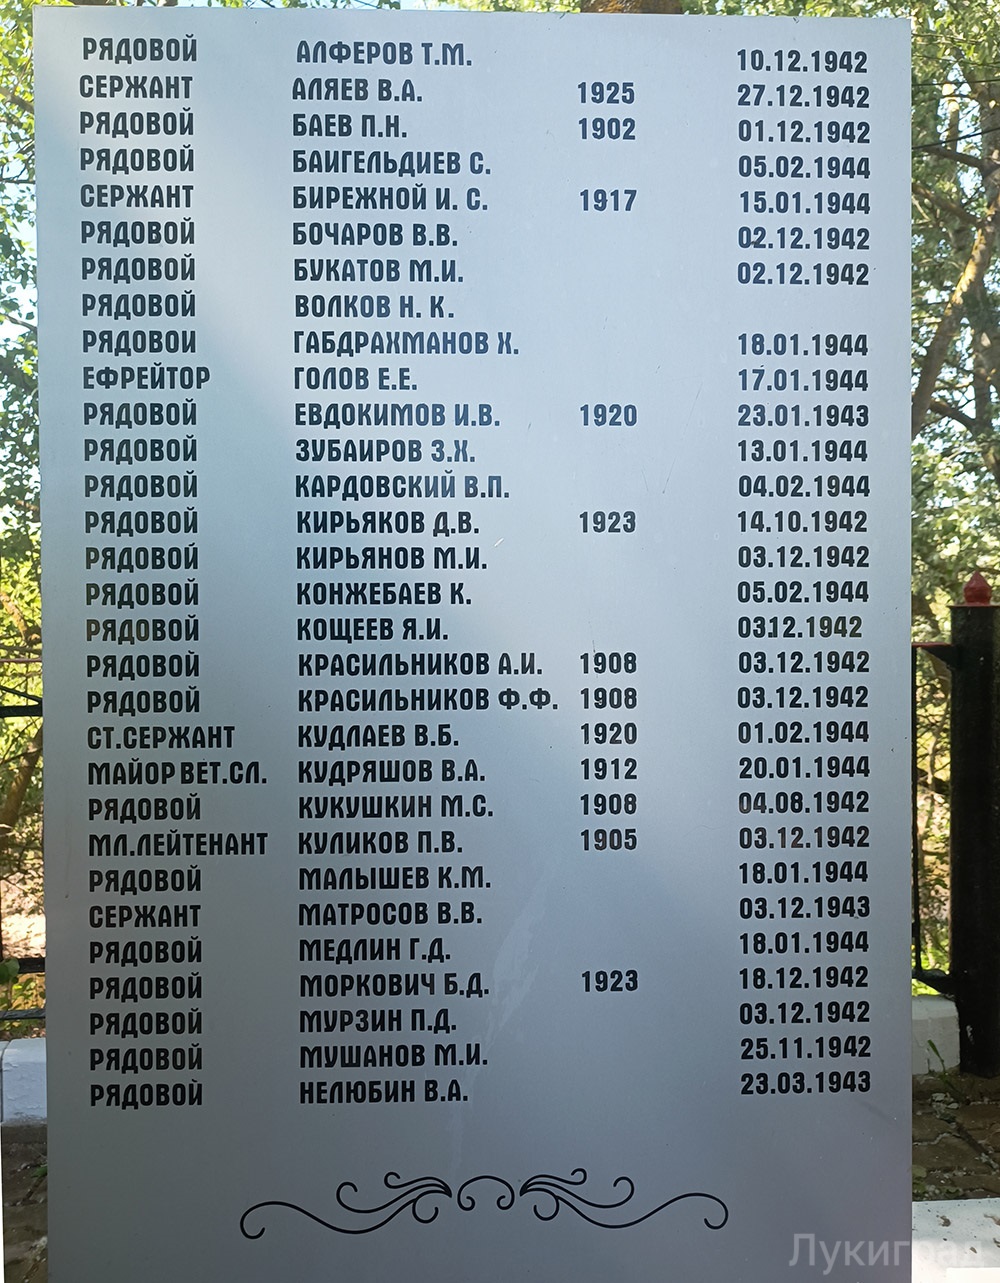 РЯДОВОЙ АЛФЕРОВ Т.М. 10.12.1942
СЕРЖАНТ АЛЯЕВ В.А. 1925 27.12.1942
РЯДОВОЙ БАЕВ П.Н. 1902 01.12.1942
РЯДОВОЙ БАИГЕЛЬДИЕВ С. 05.02.1944
СЕРЖАНТ БИРЕЖНОЙ И. С. 1917 15.01.1944
РЯДОВОЙ БОЧАРОВ В.В. 02.12.1942
РЯДОВОЙ БУКАТОВ М.И. 02.12.1942
РЯДОВОЙ ВОЛКОВ Н. К.
РЯДОВОИ ГАБДРАХМАНОВ Х. 18.01.1944
ЕФРЕЙТОР ГОЛОВ Е.Е. 17.01.1944
РЯДОВОЙ ЕВДОКИМОВ И.В. 1920 23.01.1943
РЯДОВОЙ ЗУБАИРОВ З.Х. 13.01.1944
РЯДОВОЙ КАРДОВСКИЙ В.П. 04.02.1944
РЯДОВОЙ КИРЬЯКОВ Д.В. 1923 14.10.1942
РЯДОВОЙ КИРЬЯНОВ М.И. 03.12.1942
РЯДОВОЙ КОНЖЕБАЕВ К. 05.02.1944
РЯДОВОЙ КОЩЕЕВ Я.И. 03.12.1942
РЯДОВОЙ КРАСИЛЬНИКОВ А.И. 1908 03.12.1942
РЯДОВОЙ КРАСИЛЬНИКОВ Ф.Ф. 1908 03.12.1942
СТ.СЕРЖАНТ КУДЛАЕВ В.Б. 1920 01.02.1944
МАЙОР ВЕТ.СЛ. КУДРЯШОВ В.А. 1912 20.01.1944
РЯДОВОЙ КУКУШКИН М.С. 1908 04.08.1942
МЛ.ЛЕЙТЕНАНТ КУЛИКОВ П.В. 1905 03.12.1942
РЯДОВОЙ МАЛЫШЕВ К.М. 18.01.1944
СЕРЖАНТ МАТРОСОВ В.В. 03.12.1943
РЯДОВОЙ МЕДЛИН Г.Д. 18.01.1944
РЯДОВОЙ МОРКОВИЧ Б.Д. 1923 18.12.1942
РЯДОВОЙ МУРЗИН П.Д. 03.12.1942
РЯДОВОЙ МУШАНОВ М.И. 25.11.1942
РЯДОВОЙ НЕЛЮБИН В.А. 23.03.1943
Лукиград